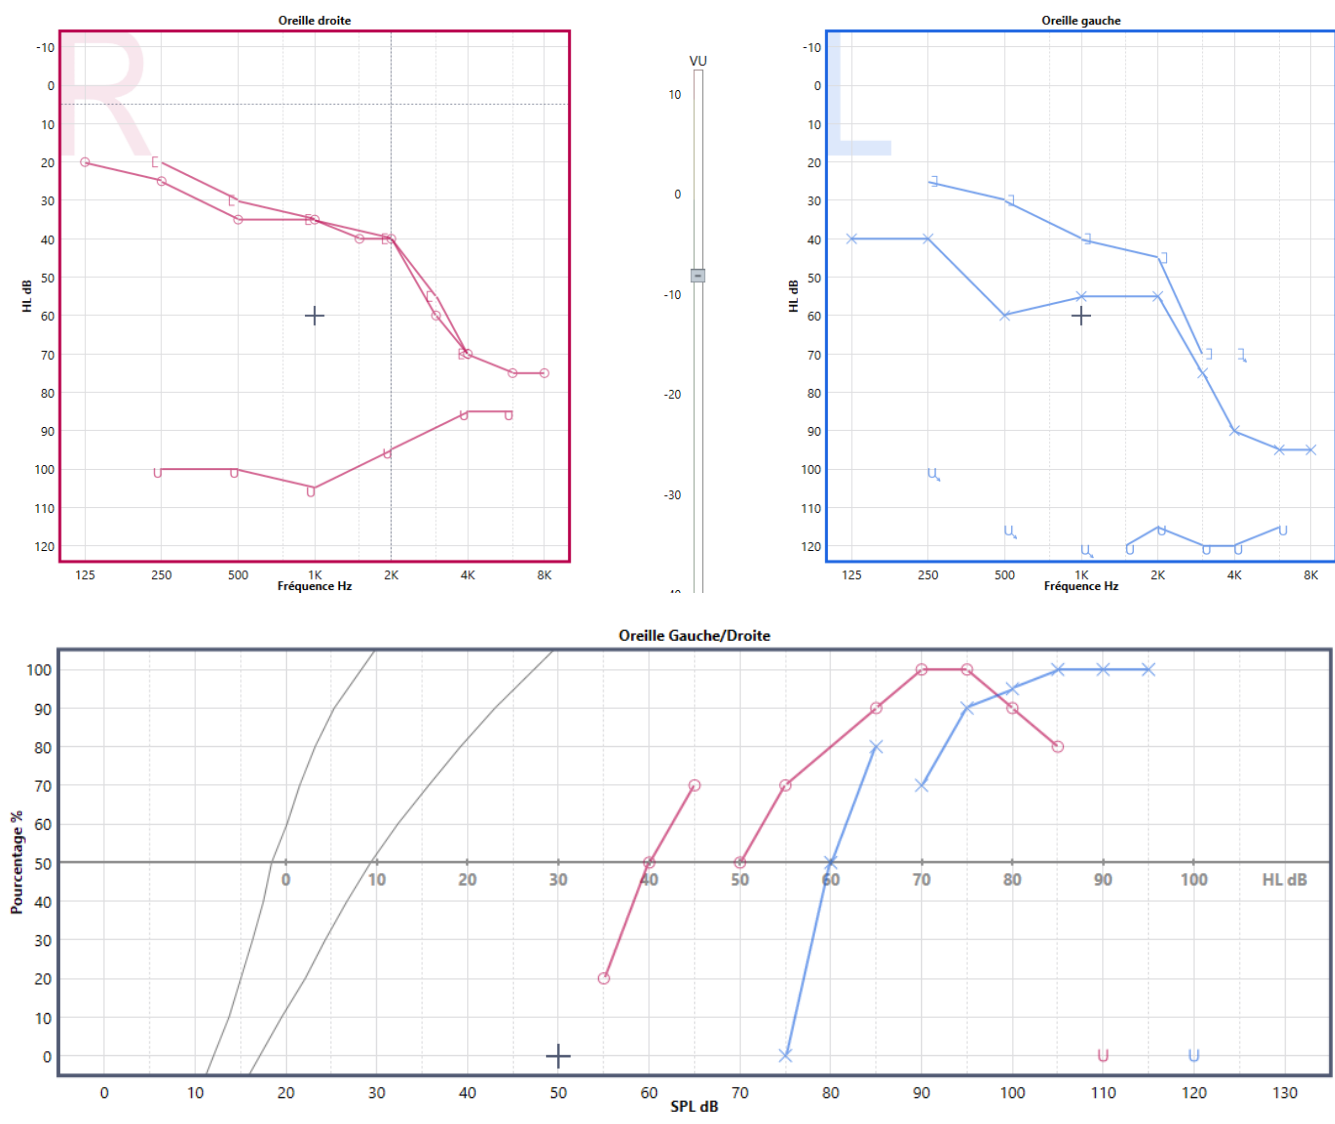 Oreille droite
R
-10
0
10
20
30
40
50
60
70
80
90
100
110
120
HL dB
125 250 500 1K 2K 4K 8K
Fréquence Hz
VU
10
0
-10
-20
-30
Oreille gauche
L
-10
0
10
20
30
40
50
60
70
80
90
100
110
120
HL dB
125 250 500 1K 2K 4K 8K
Fréquence Hz
Oreille Gauche/Droite
100
90
80
70
60
50
40
30
20
10
0
Pourcentage %
0 10 20 30 40 50 60 70 80 90 100 HL dB
0 10 20 30 40 50 60 70 80 90 100 110 120 130
SPL dB